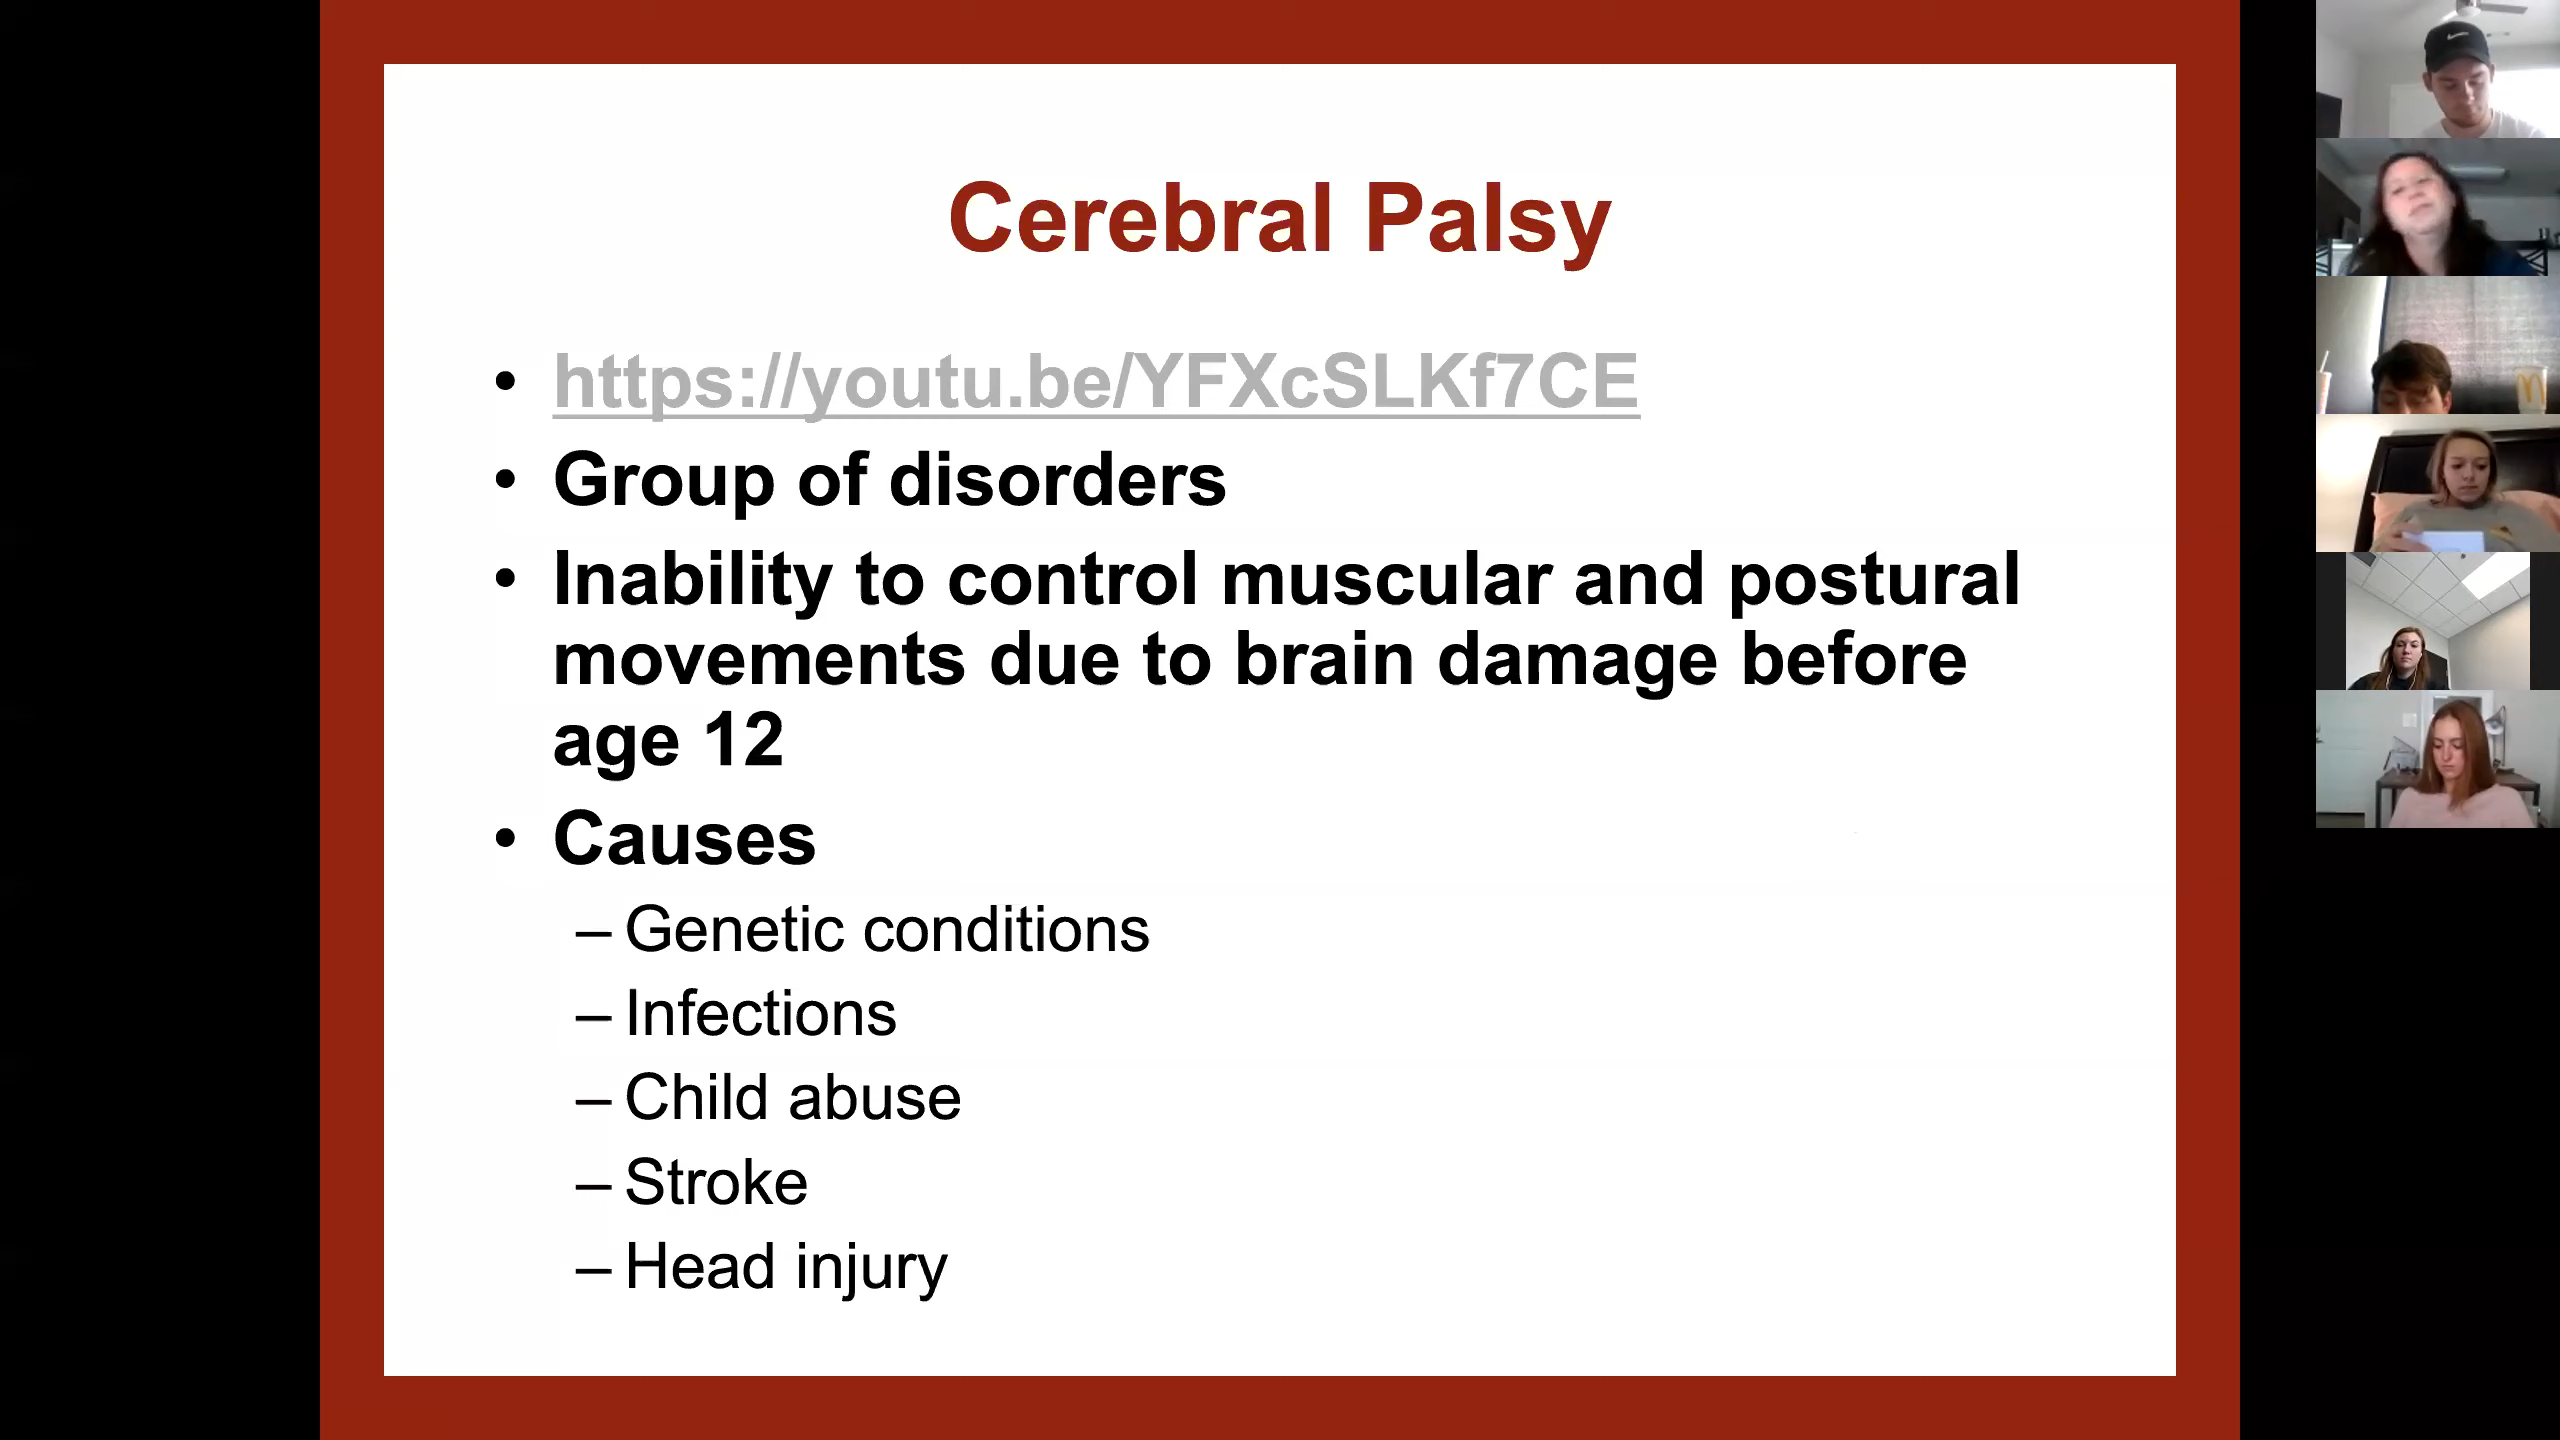 Cerebral Palsy
• https://youtu.be/YFXcSLKf7CE
• Group of disorders
• Inability to control muscular and postural
movements due to brain damage before
age 12
• Causes
– Genetic conditions
– Infections
– Child abuse
– Stroke
– Head injury